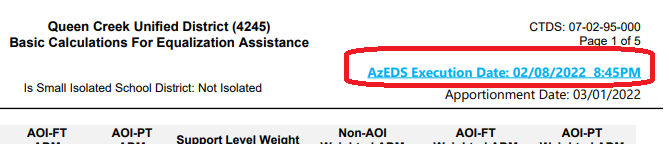 Queen Creek Unified District (4245)
Basic Calculations For Equalization Assistance
CTDS: 07-02-95-000
Page 1 of 5
AzEDS Execution Date: 02/08/2022 8:45PM
Is Small Isolated School District: Not Isolated
Apportionment Date: 03/01/2022
AOI-FT
AOI-PT
Support Level Weight
Non-AOI
AOI-FT
AOI-PT